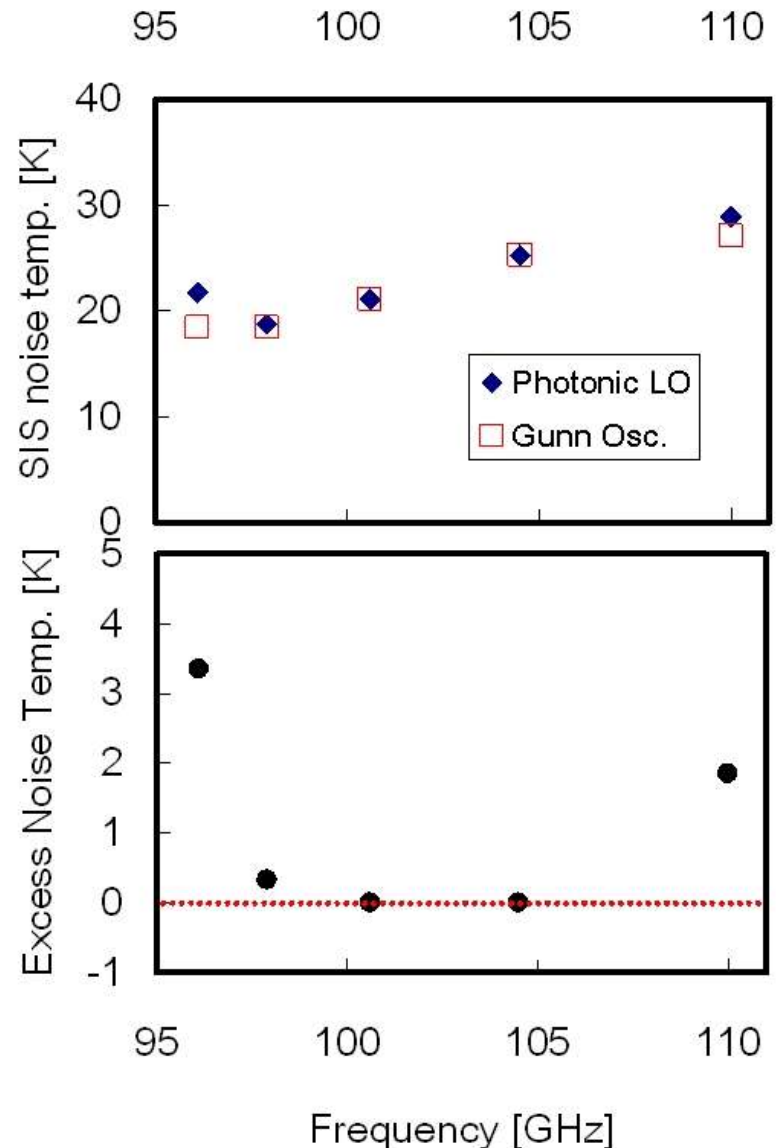 95 100 105 110
SIS noise temp. [K]
40
30
20
10
0
Photonic LO
Gunn Osc.
Excess Noise Temp. [K]
5
4
3
2
1
0
-1
95 100 105 110
Frequency [GHz]